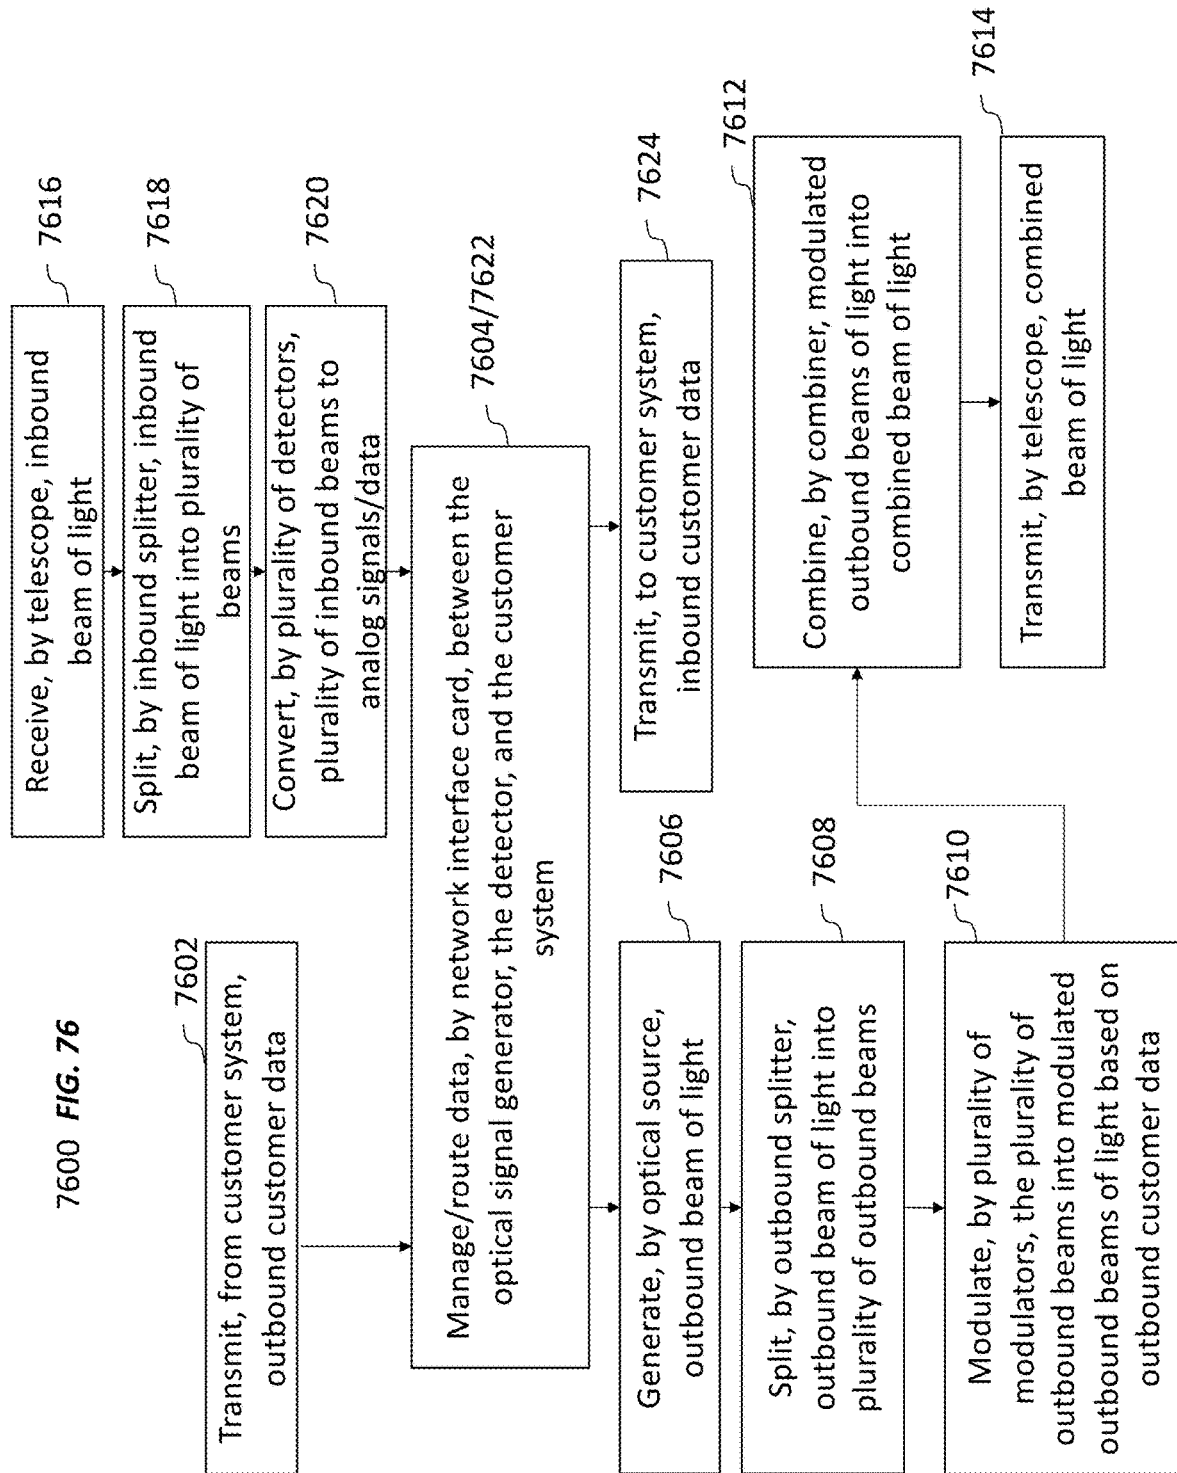 7600 FIG. 76
7602
Transmit, from customer system,
outbound customer data
Receive, by telescope, inbound
beam of light
7616
Split, by inbound splitter, inbound
beam of light into plurality of
beams
7618
Convert, by plurality of detectors,
plurality of inbound beams to
analog signals/data
7620
Manage/route data, by network interface card, between the
optical signal generator, the detector, and the customer
system
7604/7622
Generate, by optical source,
outbound beam of light
7606
Split, by outbound splitter,
outbound beam of light into
plurality of outbound beams
7608
Modulate, by plurality of
modulators, the plurality of
outbound beams into modulated
outbound beams of light based on
outbound customer data
7610
Transmit, to customer system,
inbound customer data
7624
Combine, by combiner, modulated
outbound beams of light into
combined beam of light
7612
Transmit, by telescope, combined
beam of light
7614